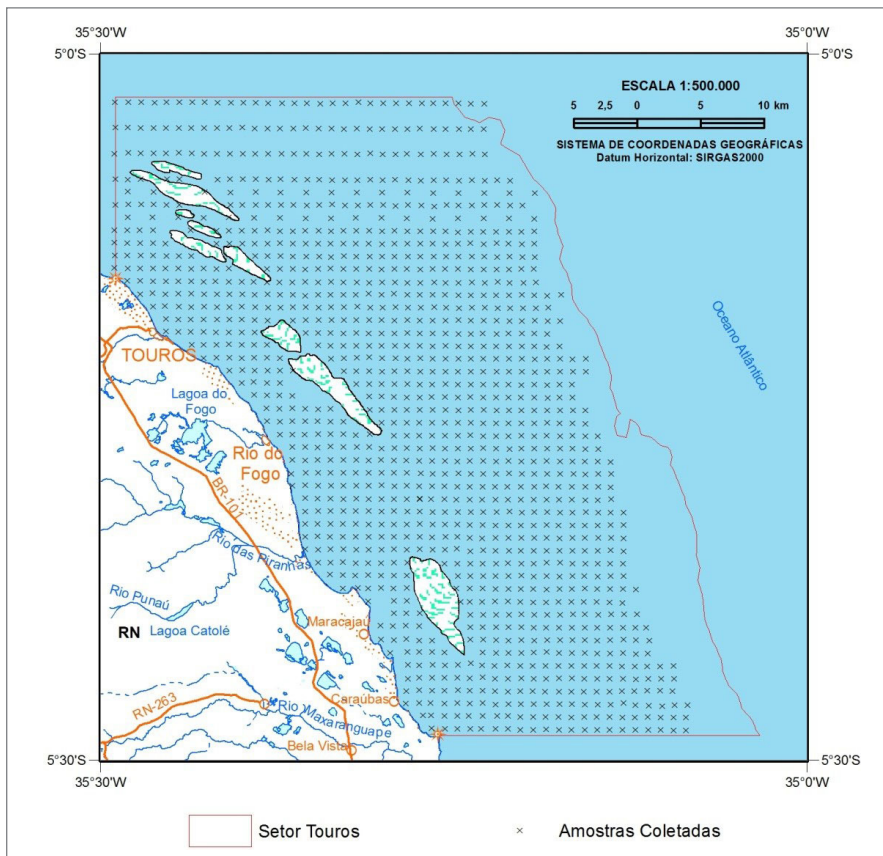 35°30'W
35°0'W
5°0'S
5°0'S
ESCALA 1:500.000
5 2,5 0 5 10 km
SISTEMA DE COORDENADAS GEOGRÁFICAS
Datum Horizontal: SIRGAS2000
Oceano Atlântico
TOUROS
Lagoa do
Fogo
Rio do
Fogo
BR-101
Rio das Piranhas
Rio Punaú
RN
Lagoa Catolé
Maracajaú
RN-263
Caraúbas
Rio Maxaranguape
Bela Vista
5°30'S
5°30'S
35°30'W
35°0'W
Setor Touros
Amostras Coletadas